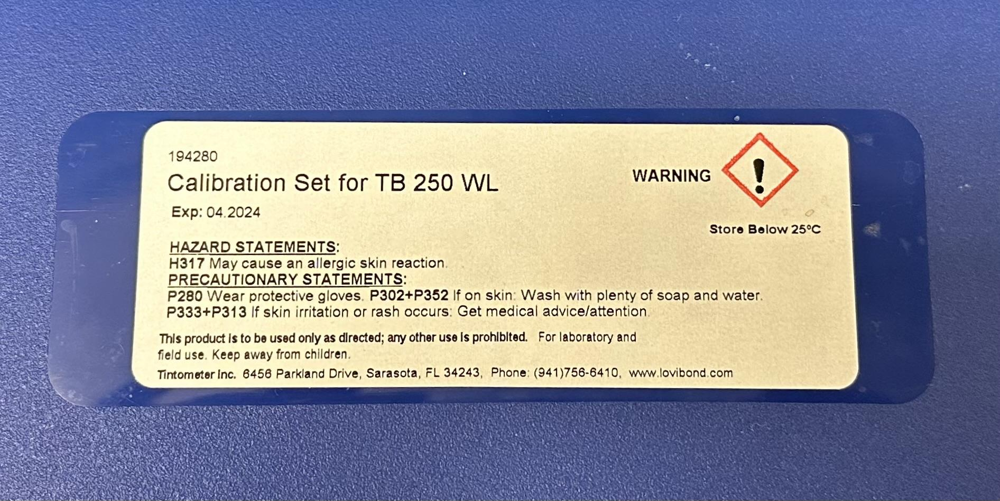 194280
Calibration Set for TB 250 WL
WARNING
Exp: 04.2024
Store Below 25°C
HAZARD STATEMENTS:
H317 May cause an allergic skin reaction.
PRECAUTIONARY STATEMENTS:
P280 Wear protective gloves. P302+P352 If on skin: Wash with plenty of soap and water.
P333+P313 If skin irritation or rash occurs: Get medical advice/attention.
This product is to be used only as directed; any other use is prohibited. For laboratory and
field use. Keep away from children.
Tintometer Inc. 6456 Parkland Drive, Sarasota, FL 34243, Phone: (941)756-6410, www.lovibond.com